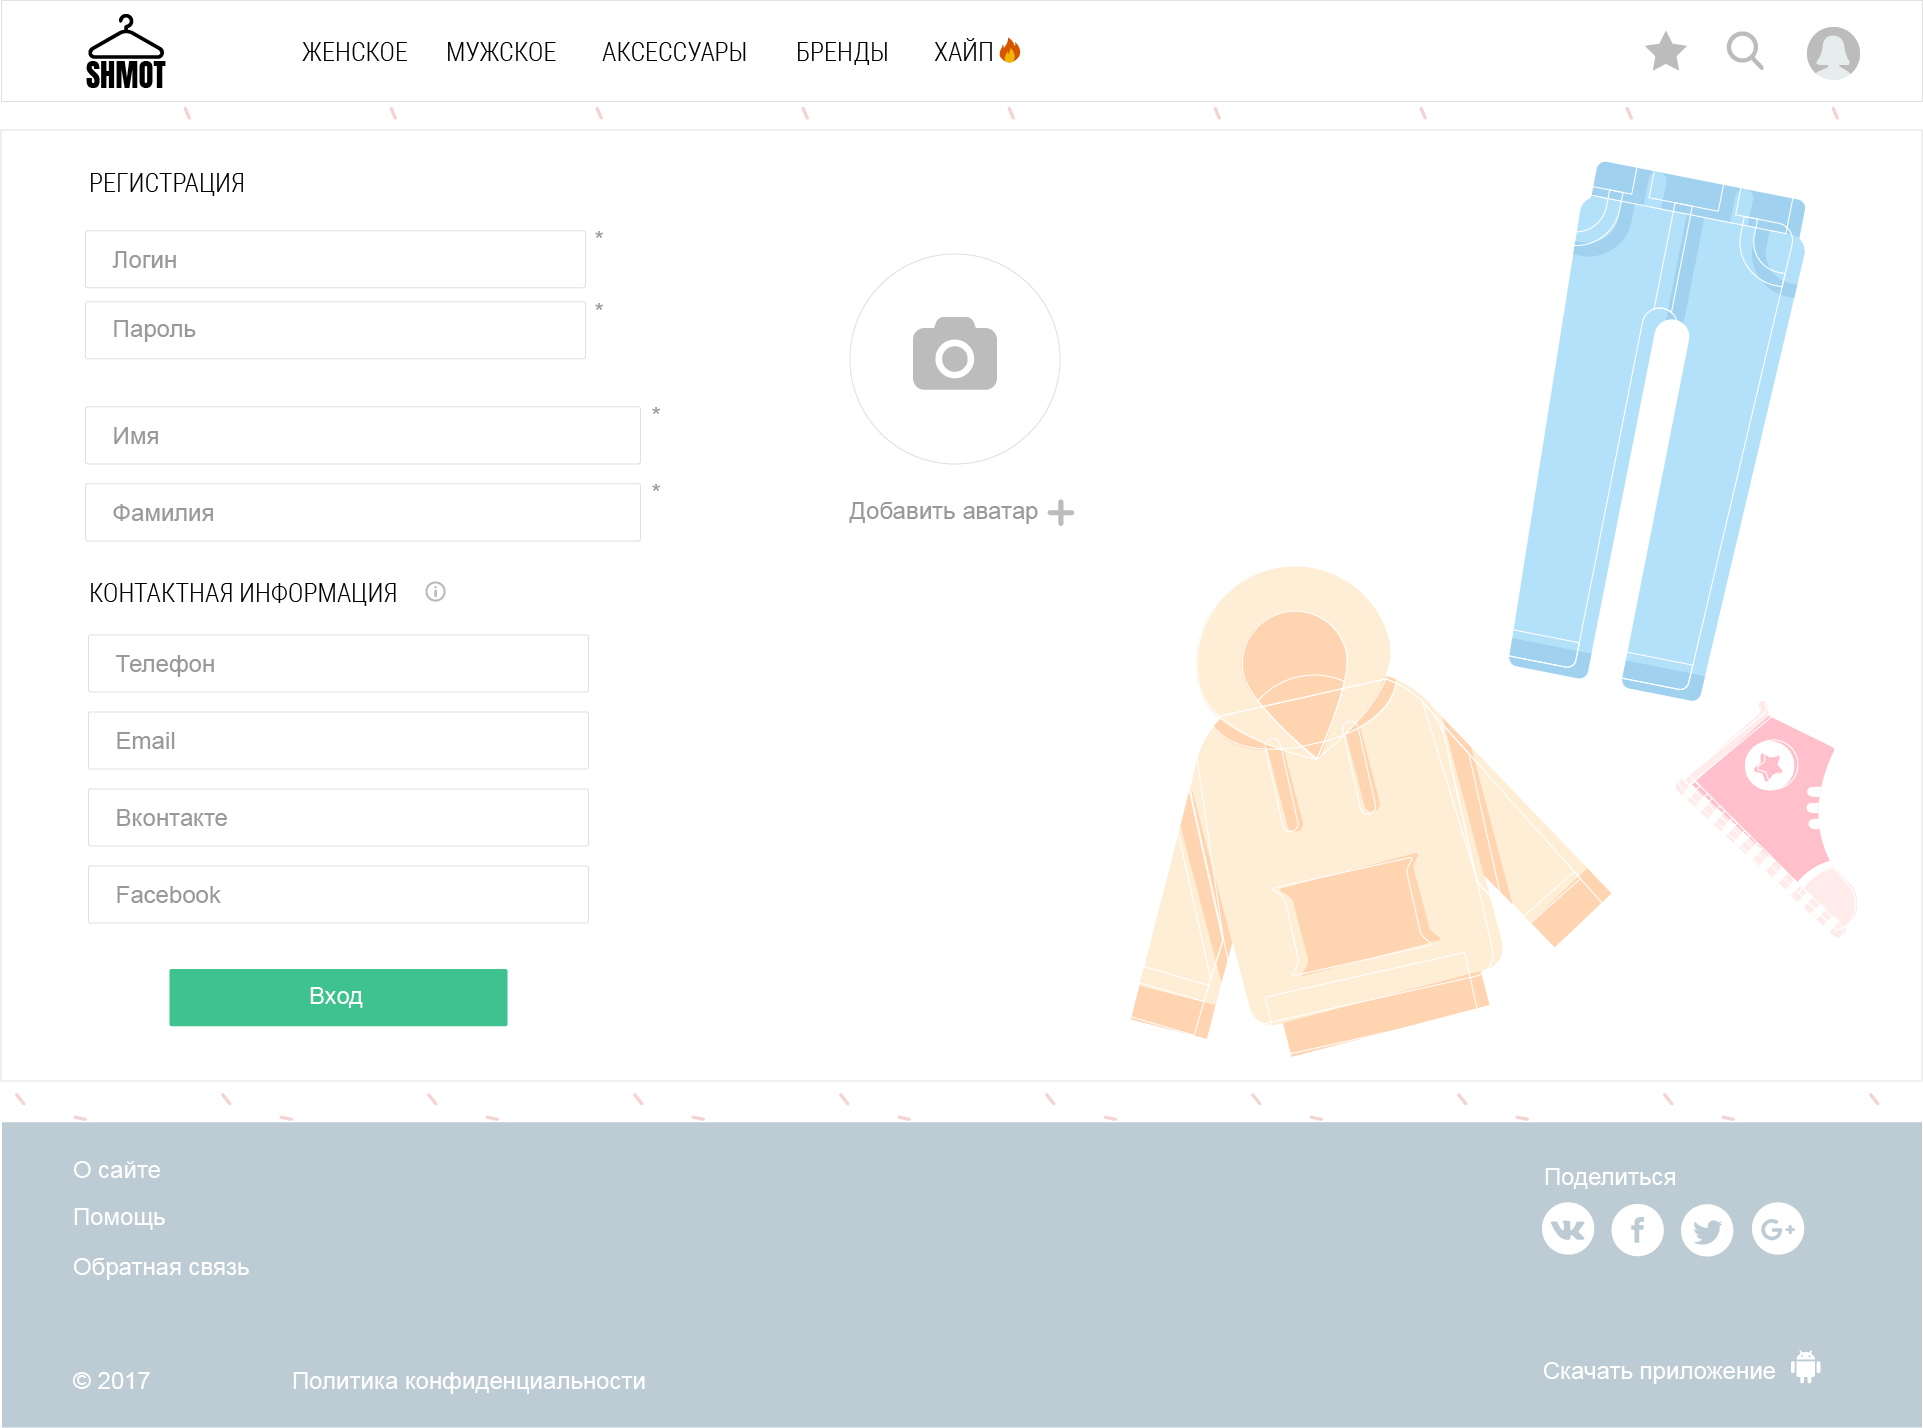 SHMOT
ЖЕНСКОЕ МУЖСКОЕ АКСЕССУАРЫ БРЕНДЫ ХАЙП
РЕГИСТРАЦИЯ
Логин *
Пароль *
Имя *
Фамилия *
Добавить аватар
КОНТАКТНАЯ ИНФОРМАЦИЯ
Телефон
Email
Вконтакте
Facebook
Вход
О сайте
Помощь
Обратная связь
Поделиться
© 2017 Политика конфиденциальности
Скачать приложение